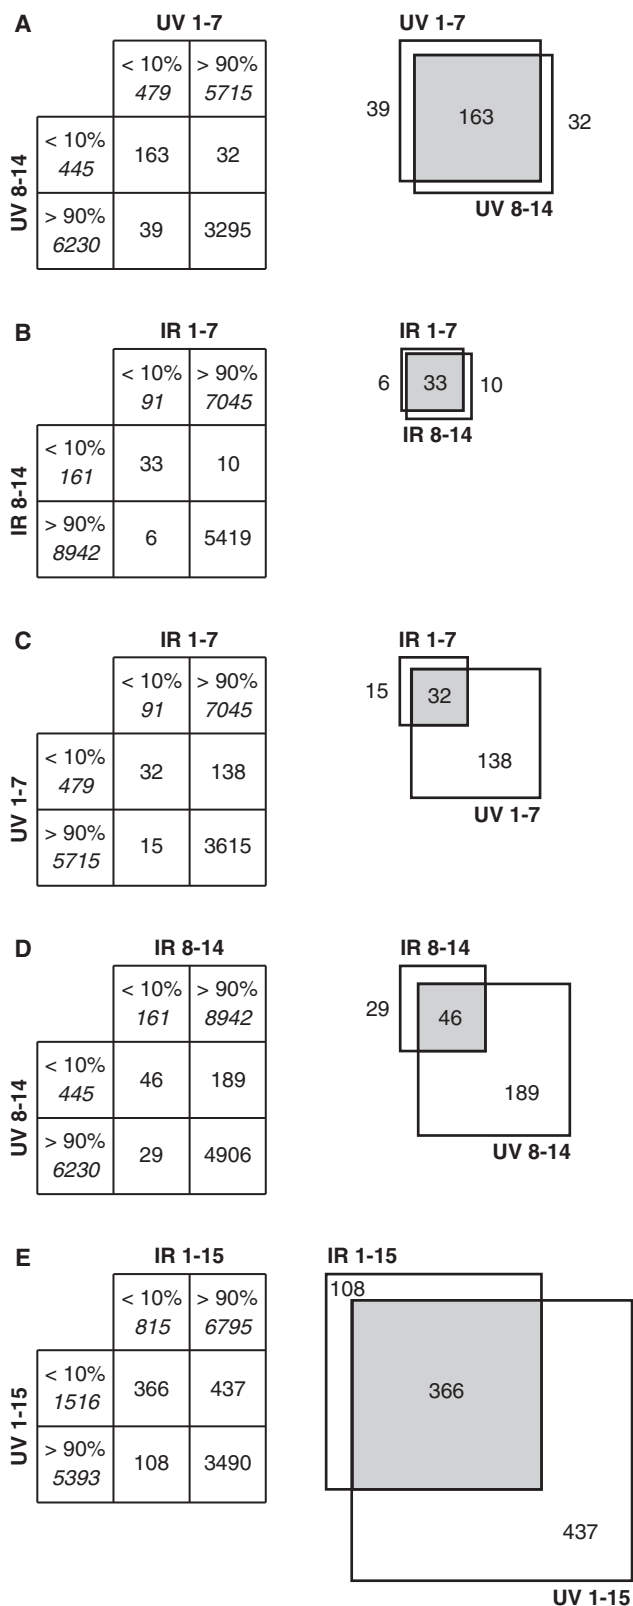 A
UV 1-7
UV 1-7
< 10% > 90%
479 5715
UV 8-14
< 10%
445
163 32
> 90%
6230
39 3295
39
163
32
UV 8-14
B
IR 1-7
IR 1-7
< 10% > 90%
91 7045
IR 8-14
< 10%
161
33 10
> 90%
8942
6 5419
6
33
10
IR 8-14
C
IR 1-7
IR 1-7
< 10% > 90%
91 7045
UV 1-7
< 10%
479
32 138
> 90%
5715
15 3615
15
32
138
UV 1-7
D
IR 8-14
IR 8-14
< 10% > 90%
161 8942
UV 8-14
< 10%
445
46 189
> 90%
6230
29 4906
29
46
189
UV 8-14
E
IR 1-15
IR 1-15
< 10% > 90%
815 6795
UV 1-15
< 10%
1516
366 437
> 90%
5393
108 3490
108
366
437
UV 1-15